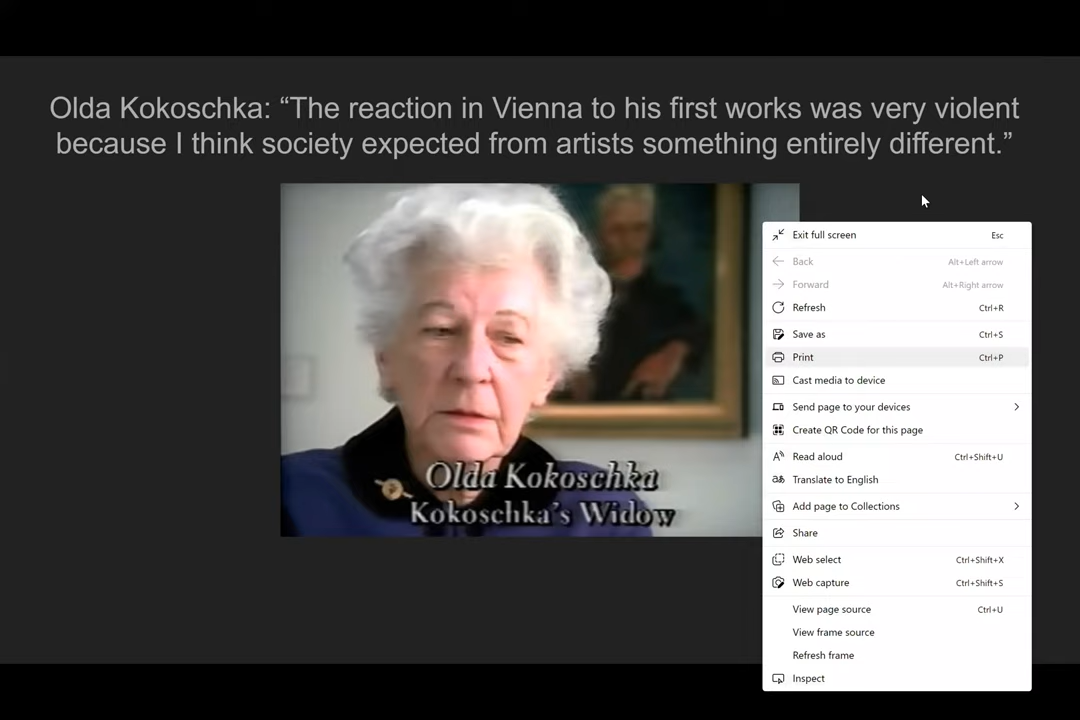 Olda Kokoschka: “The reaction in Vienna to his first works was very violent
because I think society expected from artists something entirely different.”
Olda Kokoschka
Kokoschka's Widow
Exit full screen Esc
Back Alt+Left arrow
Forward Alt+Right arrow
Refresh Ctrl+R
Save as Ctrl+S
Print Ctrl+P
Cast media to device
Send page to your devices
Create QR Code for this page
Read aloud Ctrl+Shift+U
Translate to English
Add page to Collections
Share
Web select Ctrl+Shift+X
Web capture Ctrl+Shift+S
View page source Ctrl+U
View frame source
Refresh frame
Inspect